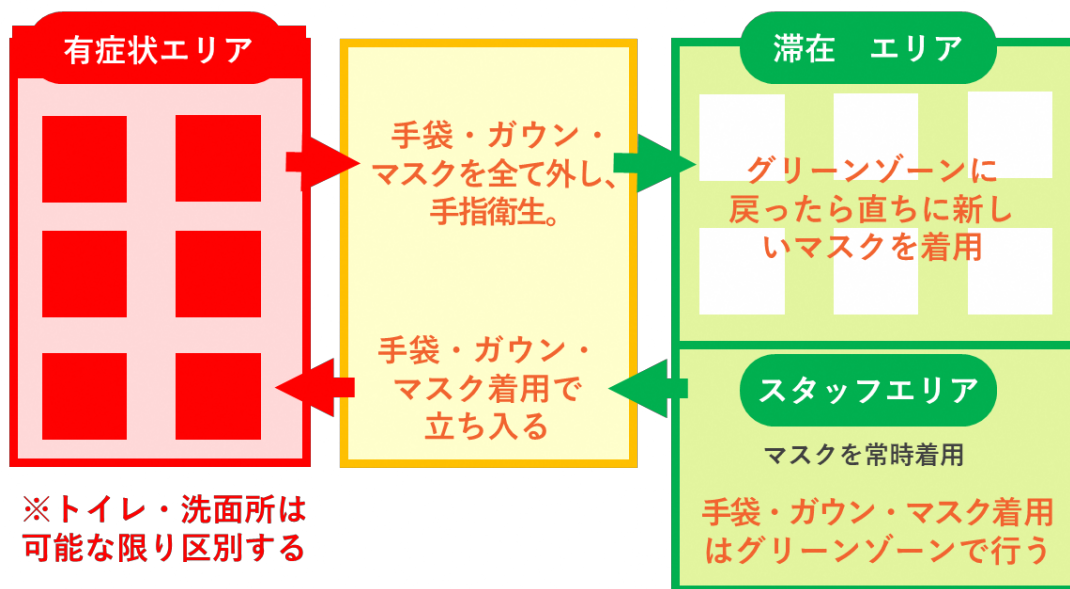 有症状エリア
手袋・ガウン・
マスクを全て外し、
手指衛生。
滞在　エリア
グリーンゾーンに
戻ったら直ちに新し
いマスクを着用
手袋・ガウン・
マスク着用で
立ち入る
スタッフエリア
マスクを常時着用
手袋・ガウン・マスク着用
はグリーンゾーンで行う
※トイレ・洗面所は
可能な限り区別する